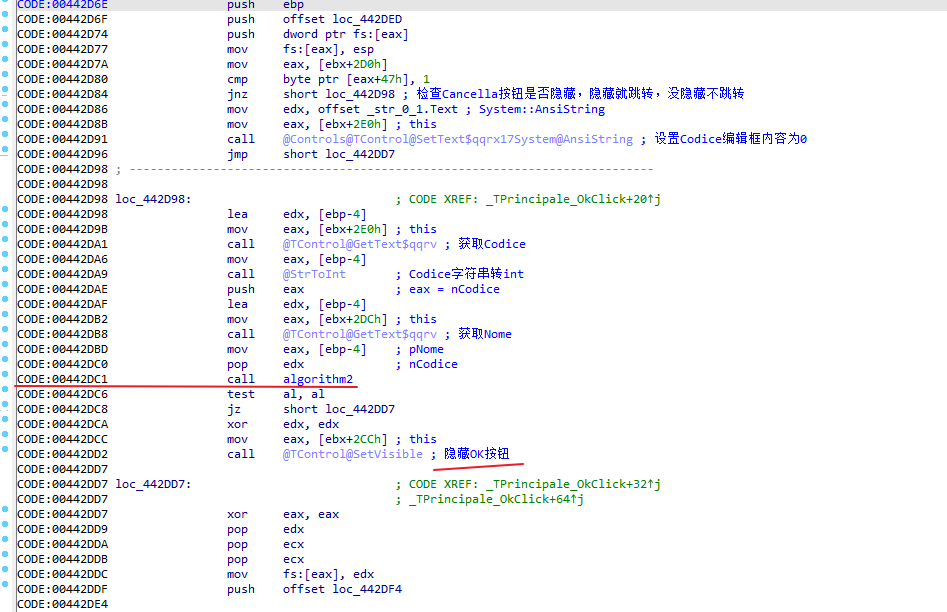 CODE:00442D6E push ebp
CODE:00442D6F push offset loc_442DED
CODE:00442D74 push dword ptr fs:[eax]
CODE:00442D77 mov fs:[eax], esp
CODE:00442D7A mov eax, [ebx+2D0h]
CODE:00442D80 cmp byte ptr [eax+47h], 1
CODE:00442D84 jnz short loc_442D98 ; 检查Cancella按钮是否隐藏，隐藏就跳转，没隐藏不跳转
CODE:00442D86 mov edx, offset _str_0_1.Text ; System::AnsiString
CODE:00442D8B mov eax, [ebx+2E0h] ; this
CODE:00442D91 call @Controls@TControl@SetText$qqrx17System@AnsiString ; 设置Codice编辑框内容为0
CODE:00442D96 jmp short loc_442DD7
CODE:00442D98 ; ---------------------------------------------------------------------------
CODE:00442D98
CODE:00442D98 loc_442D98: ; CODE XREF: _TPrincipale_OkClick+20↑j
CODE:00442D98 lea edx, [ebp-4]
CODE:00442D9B mov eax, [ebx+2E0h] ; this
CODE:00442DA1 call @TControl@GetText$qqrv ; 获取Codice
CODE:00442DA6 mov eax, [ebp-4]
CODE:00442DA9 call @StrToInt ; Codice字符串转int
CODE:00442DAE push eax ; eax = nCodice
CODE:00442DAF lea edx, [ebp-4]
CODE:00442DB2 mov eax, [ebx+2DCh] ; this
CODE:00442DB8 call @TControl@GetText$qqrv ; 获取Nome
CODE:00442DBD mov eax, [ebp-4] ; pNome
CODE:00442DC0 pop edx ; nCodice
CODE:00442DC1 call algorithm2
CODE:00442DC6 test al, al
CODE:00442DC8 jz short loc_442DD7
CODE:00442DCA xor edx, edx
CODE:00442DCC mov eax, [ebx+2CCh] ; this
CODE:00442DD2 call @TControl@SetVisible ; 隐藏OK按钮
CODE:00442DD7
CODE:00442DD7 loc_442DD7: ; CODE XREF: _TPrincipale_OkClick+32↑j
CODE:00442DD7 ; _TPrincipale_OkClick+64↑j
CODE:00442DD7 xor eax, eax
CODE:00442DD9 pop edx
CODE:00442DDA pop ecx
CODE:00442DDB pop ecx
CODE:00442DDC mov fs:[eax], edx
CODE:00442DDF push offset loc_442DF4
CODE:00442DE4